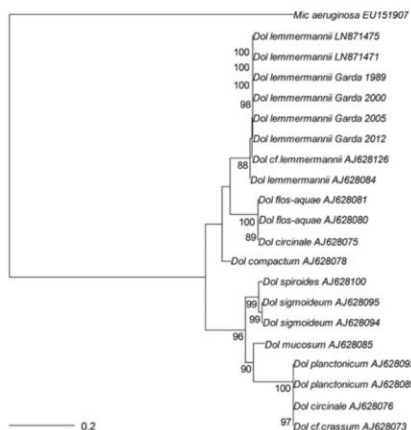 Mic aeruginosa EU151907
Dol lemmermannii LN871475
100
Dol lemmermannii LN871471
100
Dol lemmermannii Garda 1989
100
Dol lemmermannii Garda 2000
98
Dol lemmermannii Garda 2005
Dol lemmermannii Garda 2012
Dol cf.lemmermannii AJ628126
88
Dol lemmermannii AJ628084
Dol flos-aquae AJ628081
Dol flos-aquae AJ628080
100
89
Dol circinale AJ628075
Dol compactum AJ628078
Dol spiroides AJ628100
99
Dol sigmoideum AJ628095
99
Dol sigmoideum AJ628094
96
Dol mucosum AJ628085
90
Dol planctonicum AJ62809
Dol planctonicum AJ62808
100
Dol circinale AJ628076
97
Dol cf.crassum AJ628073
0.2